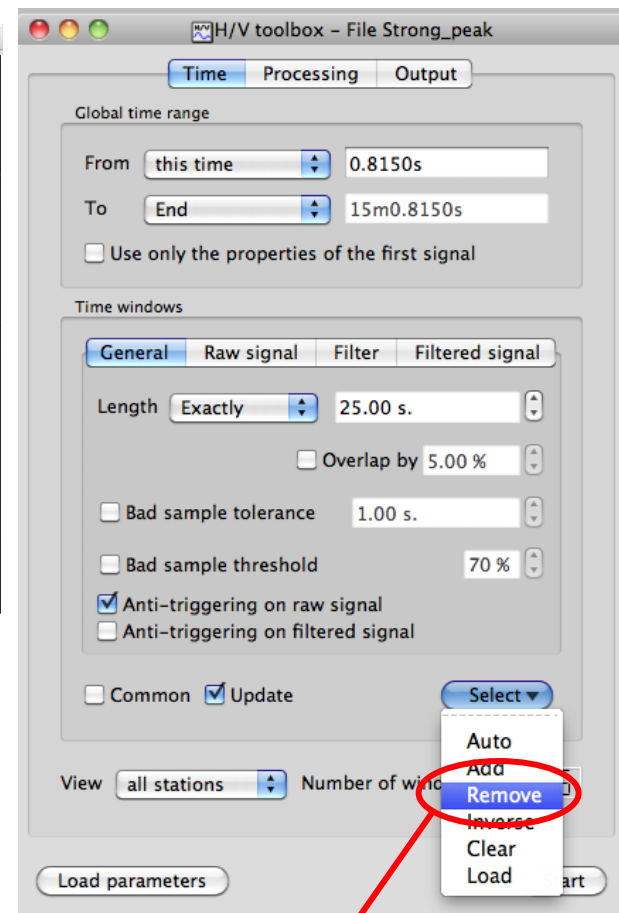 H/V toolbox – File Strong_peak
Time Processing Output
Global time range
From this time 0.8150s
To End 15m0.8150s
Use only the properties of the first signal
Time windows
General Raw signal Filter Filtered signal
Length Exactly 25.00 s.
Overlap by 5.00 %
Bad sample tolerance 1.00 s.
Bad sample threshold 70 %
Anti-triggering on raw signal
Anti-triggering on filtered signal
Common Update Select
Auto
Add
View all stations Number of wind
Remove
Inverse
Clear
Load parameters Load art